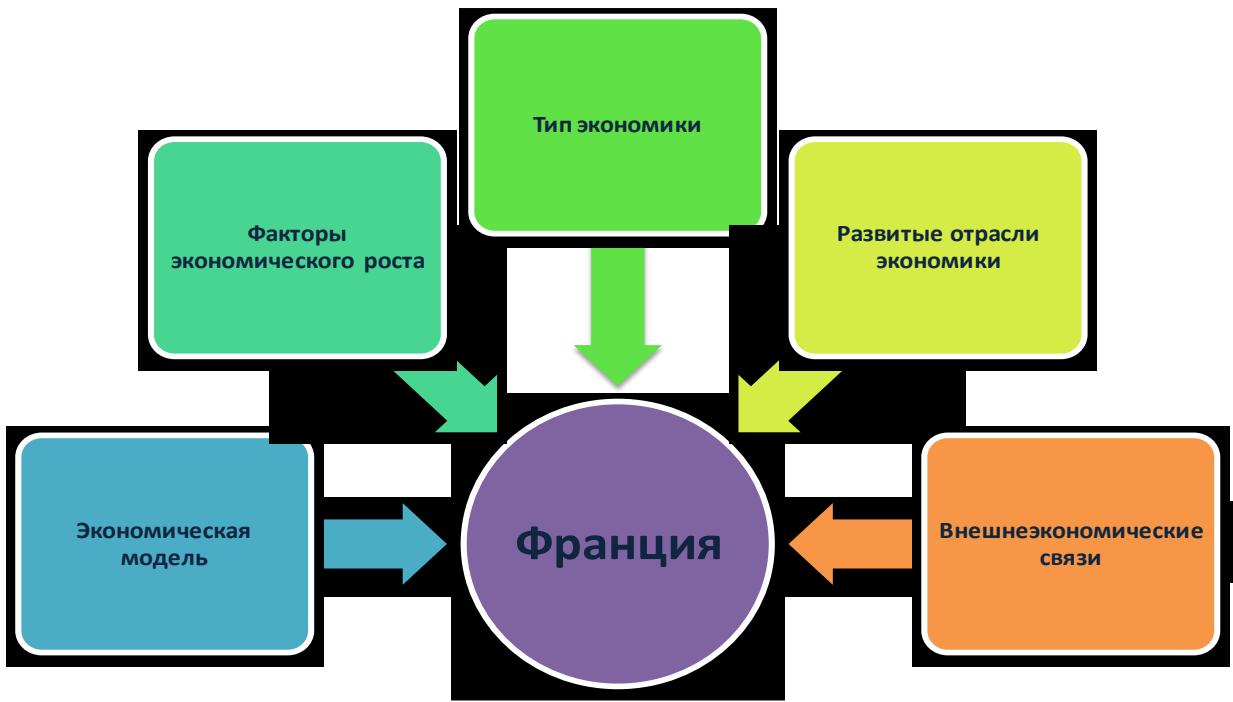 Тип экономики
Факторы
экономического роста
Развитые отрасли
экономики
Экономическая
модель
Франция
Внешнеэкономические
связи